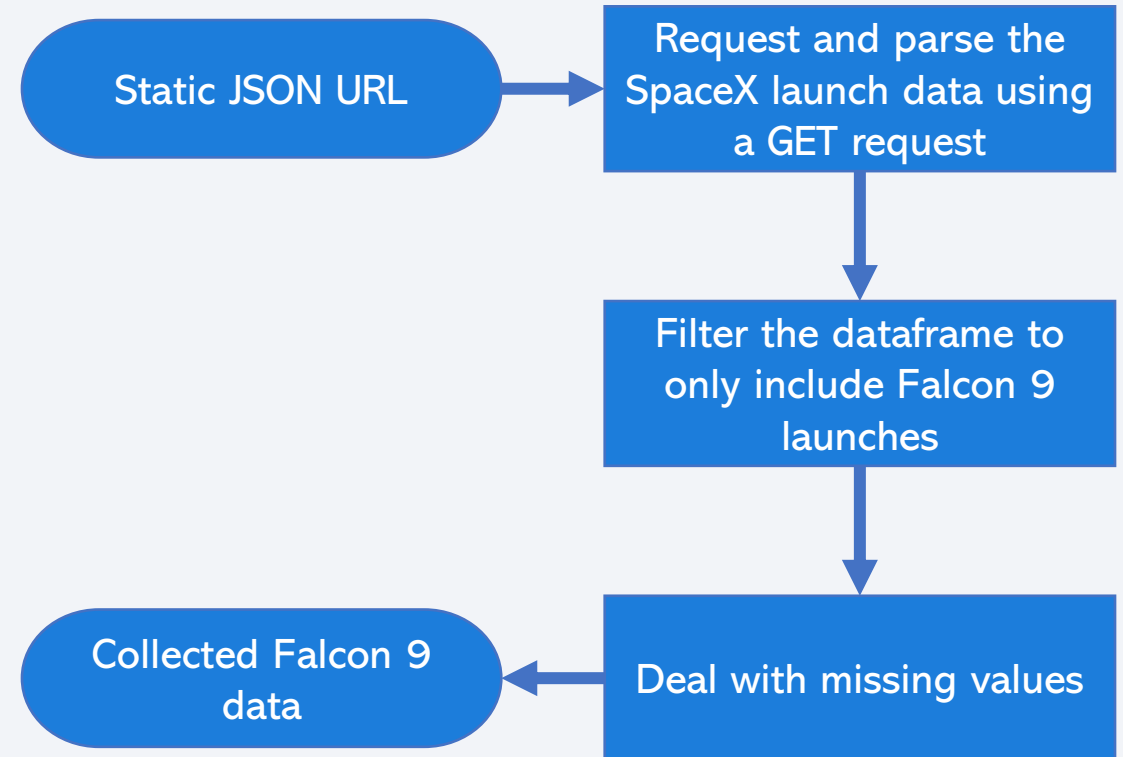 Static JSON URL
Request and parse the
SpaceX launch data using
a GET request
Filter the dataframe to
only include Falcon 9
launches
Deal with missing values
Collected Falcon 9
data